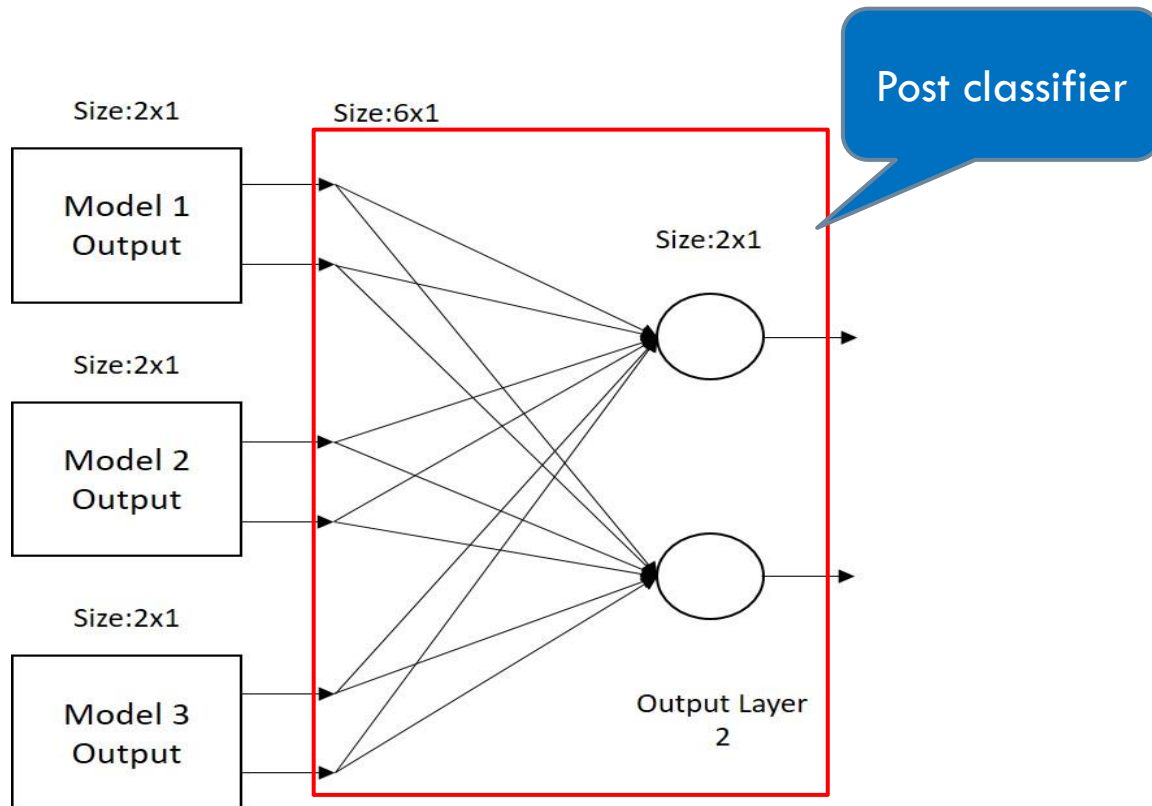 Post classifier
Size:2x1
Size:6x1
Model 1
Output
Size:2x1
Size:2x1
Model 2
Output
Size:2x1
Model 3
Output
Output Layer
2